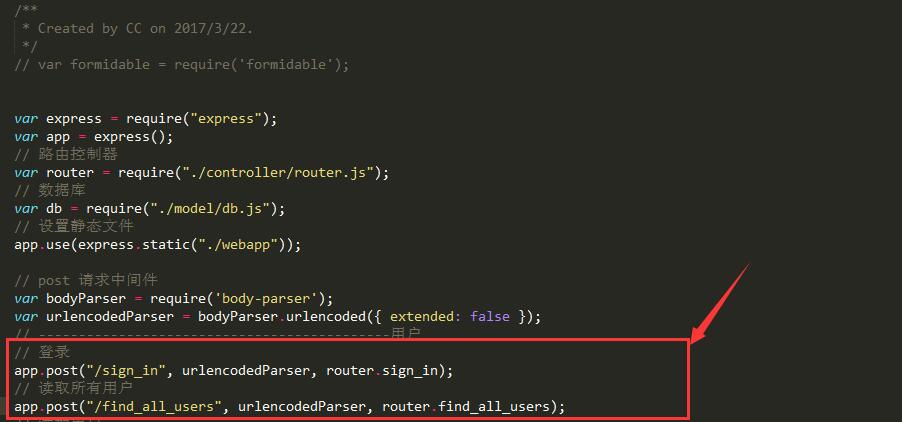 /**
* Created by CC on 2017/3/22.
*/
// var formidable = require('formidable');
var express = require("express");
var app = express();
// 路由控制器
var router = require("./controller/router.js");
// 数据库
var db = require("./model/db.js");
// 设置静态文件
app.use(express.static("./webapp"));
// post 请求中间件
var bodyParser = require('body-parser');
var urlencodedParser = bodyParser.urlencoded({ extended: false });
// --------------------------------------------用户
// 登录
app.post("/sign_in", urlencodedParser, router.sign_in);
// 读取所有用户
app.post("/find_all_users", urlencodedParser, router.find_all_users);